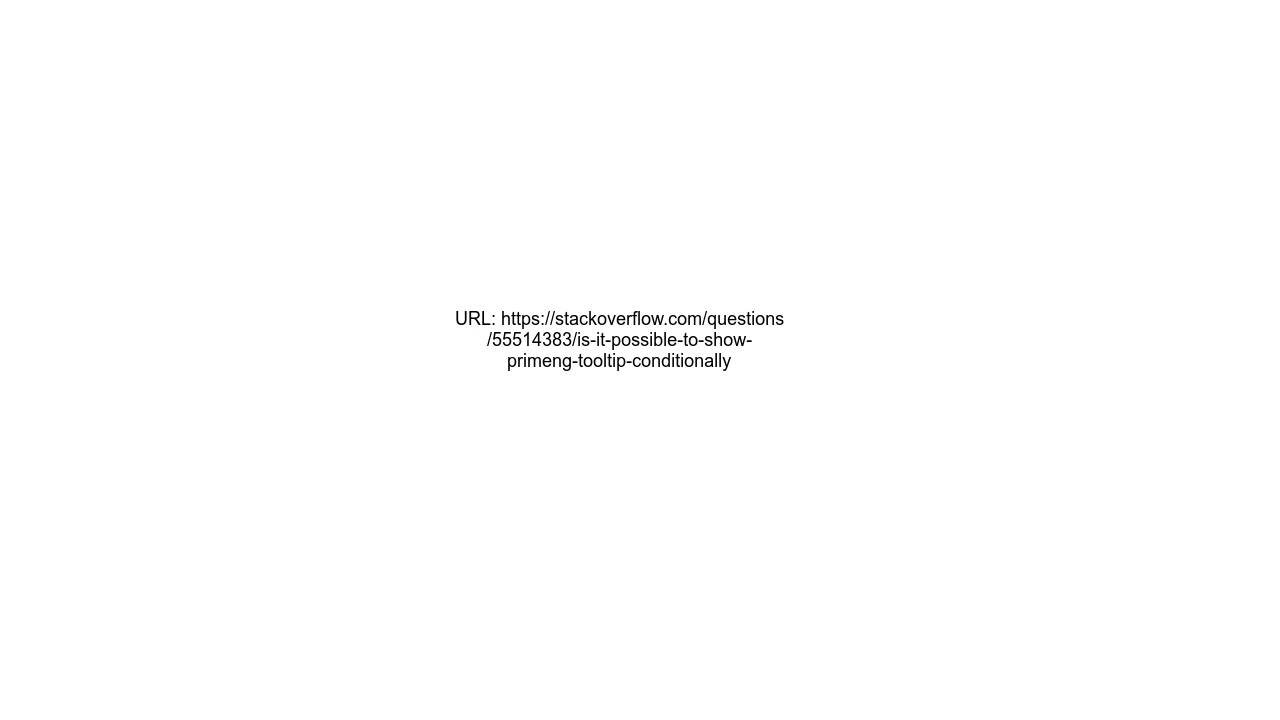 URL: https://stackoverflow.com/questions
/55514383/is-it-possible-to-show-
primeng-tooltip-conditionally